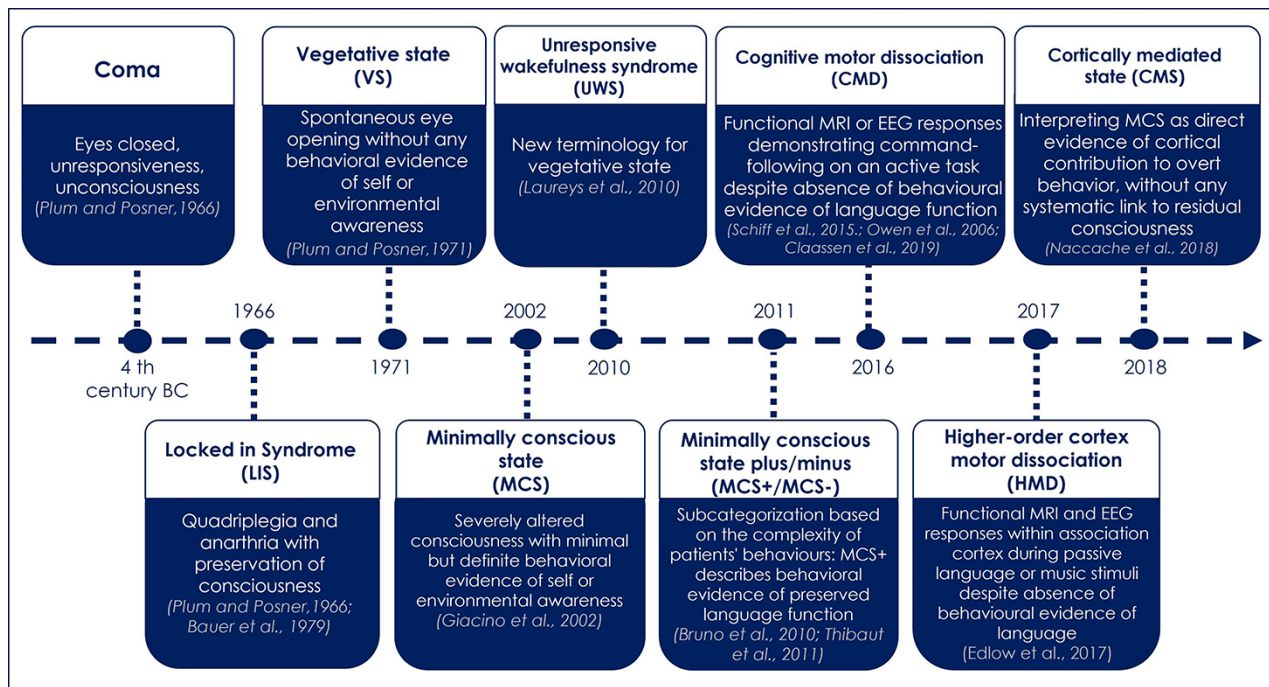 Coma
Eyes closed,
unresponsiveness,
unconsciousness
(Plum and Posner,1966)
Vegetative state
(VS)
Spontaneous eye
opening without any
behavioral evidence
of self or
environmental
awareness
(Plum and Posner,1971)
Unresponsive
wakefulness syndrome
(UWS)
New terminology for
vegetative state
(Laureys et al., 2010)
Cognitive motor dissociation
(CMD)
Functional MRI or EEG responses
demonstrating command-
following on an active task
despite absence of behavioural
evidence of language function
(Schiff et al., 2015.; Owen et al., 2006;
Claassen et al., 2019)
Cortically mediated
state (CMS)
Interpreting MCS as direct
evidence of cortical
contribution to overt
behavior, without any
systematic link to residual
consciousness
(Naccache et al., 2018)
1966
2002
2011
2017
4 th
century BC
1971
2010
2016
2018
Locked in Syndrome
(LIS)
Quadriplegia and
anarthria with
preservation of
consciousness
(Plum and Posner,1966;
Bauer et al., 1979)
Minimally conscious
state
(MCS)
Severely altered
consciousness with minimal
but definite behavioral
evidence of self or
environmental awareness
(Giacino et al., 2002)
Minimally conscious
state plus/minus
(MCS+/MCS-)
Subcategorization based
on the complexity of
patients' behaviours: MCS+
describes behavioral
evidence of preserved
language function
(Bruno et al., 2010; Thibaut
et al., 2011)
Higher-order cortex
motor dissociation
(HMD)
Functional MRI and EEG
responses within association
cortex during passive
language or music stimuli
despite absence of
behavioural evidence of
language
(Edlow et al., 2017)